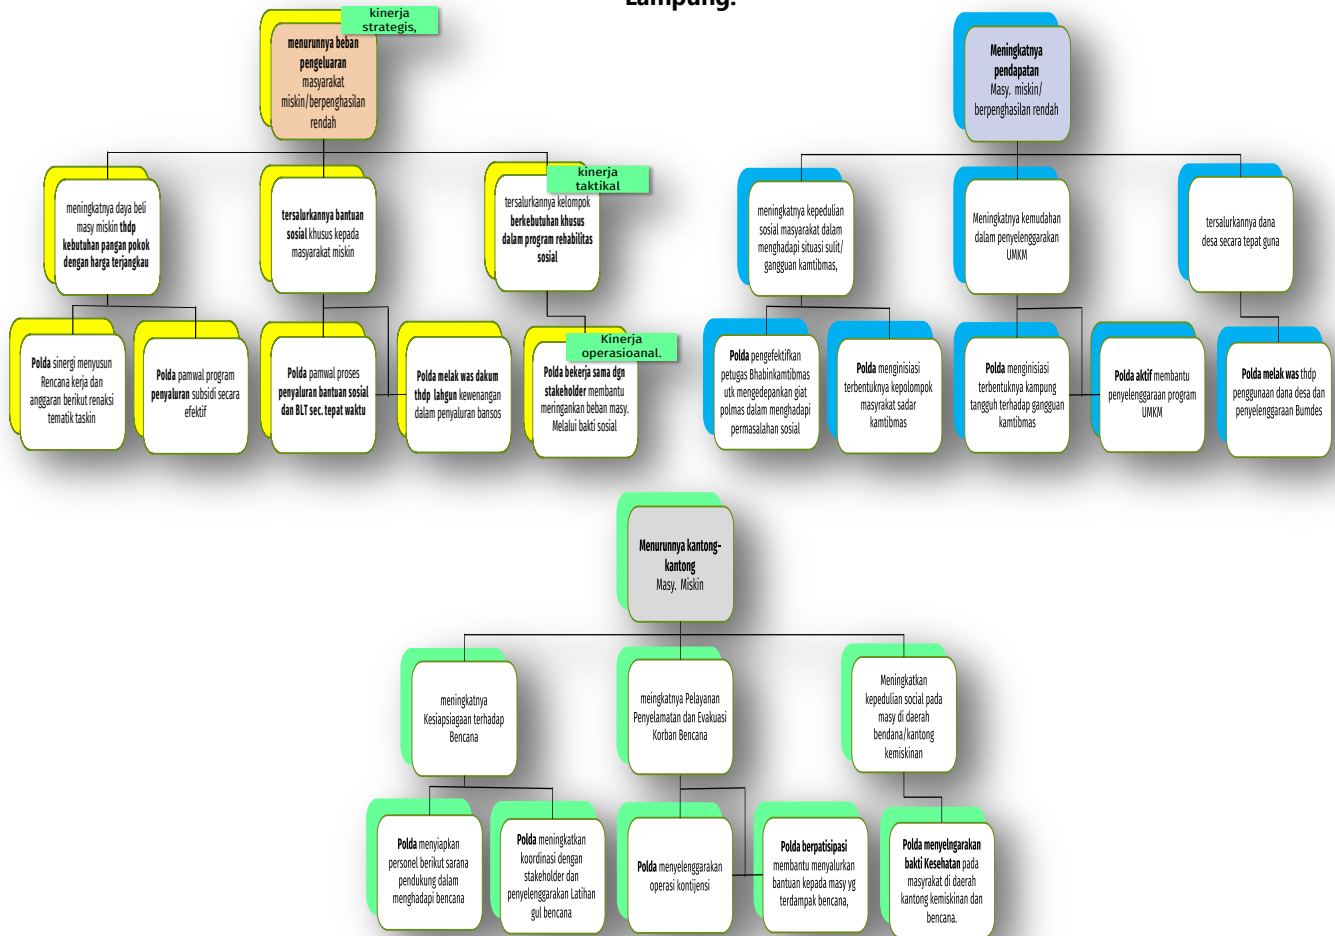 Lampung.
kinerja
strategis,
menurunnya beban
pengeluaran
masyarakat
miskin/berpenghasilan
rendah
kinerja
taktikal
meningkatnya daya beli
masy miskin thdp
kebutuhan pangan pokok
dengan harga terjangkau
tersalurkannya bantuan
sosial khusus kepada
masyarakat miskin
tersalurkannya kelompok
berkebutuhan khusus
dalam program rehabilitas
sosial
Kinerja
operasioanal.
Polda sinergi menyusun
Rencana kerja dan
anggaran berikut renaksi
tematik taskin
Polda pamwal program
penyaluran subsidi secara
efektif
Polda pamwal proses
penyaluran bantuan sosial
dan BLT sec. tepat waktu
Polda melak was dakum
thdp lahgun kewenangan
dalam penyaluran bansos
Polda bekerja sama dgn
stakeholder membantu
meringankan beban masy.
Melalui bakti sosial
Meningkatnya
pendapatan
Masy. miskin/
berpenghasilan rendah
meningkatnya kepedulian
sosial masyarakat dalam
menghadapi situasi sulit/
gangguan kamtibmas,
Meningkatnya kemudahan
dalam penyelenggarakan
UMKM
tersalurkannya dana
desa secara tepat guna
Polda pengefektifkan
petugas Bhabinkamtibmas
utk mengedepankan giat
polmas dalam menghadapi
permasalahan sosial
Polda menginisiasi
terbentuknya kepolompok
masyrakat sadar
kamtibmas
Polda menginisiasi
terbentuknya kampung
tangguh terhadap gangguan
kamtibmas
Polda aktif membantu
penyelenggaraan program
UMKM
Polda melak was thdp
penggunaan dana desa dan
penyelenggaraan Bumdes
Menurunnya kantong-
kantong
Masy. Miskin
meningkatnya
Kesiapsiagaan terhadap
Bencana
meingkatnya Pelayanan
Penyelamatan dan Evakuasi
Korban Bencana
Meningkatkan
kepedulian social pada
masy di daerah
bendana/kantong
kemiskinan
Polda menyiapkan
personel berikut sarana
pendukung dalam
menghadapi bencana
Polda meningkatkan
koordinasi dengan
stakeholder dan
penyelenggarakan Latihan
gul bencana
Polda menyelenggarakan
operasi kontijensi
Polda berpatisipasi
membantu menyalurkan
bantuan kepada masy yg
terdampak bencana,
Polda menyelngarakan
bakti Kesehatan pada
masyrakat di daerah
kantong kemiskinan dan
bencana.